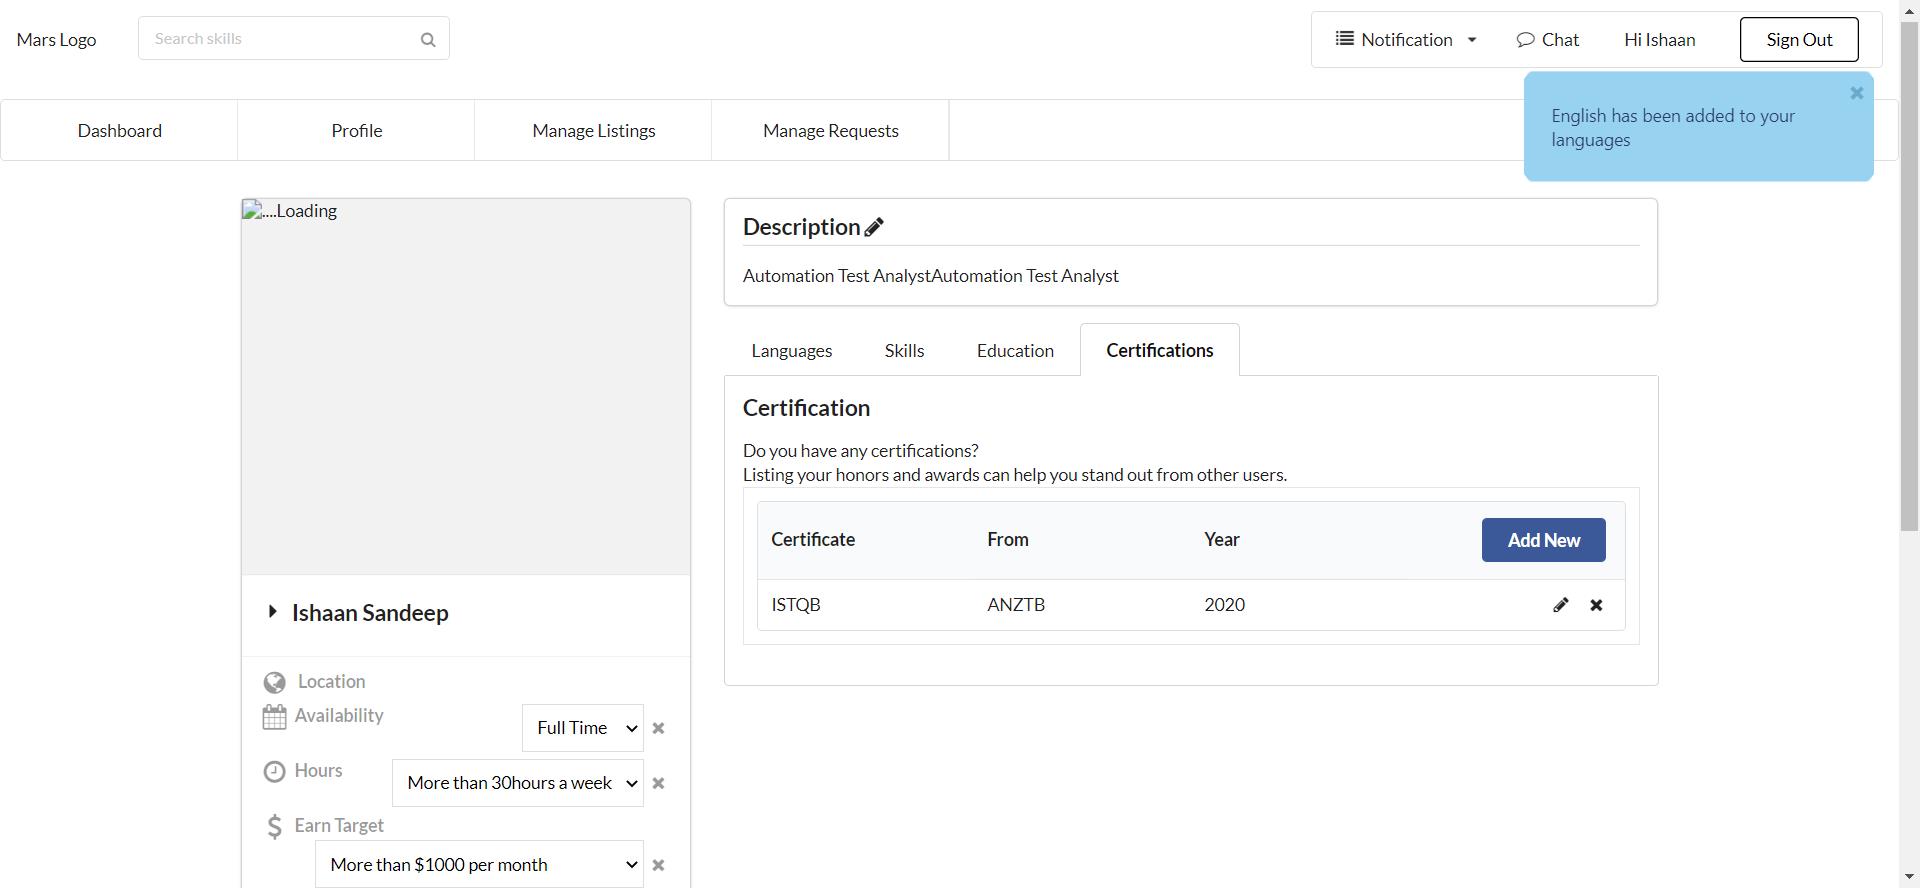 Mars Logo
Search skills
Notification
Chat
Hi Ishaan
Sign Out
English has been added to your
languages
Dashboard
Profile
Manage Listings
Manage Requests
....Loading
Description
Automation Test AnalystAutomation Test Analyst
Languages
Skills
Education
Certifications
Certification
Do you have any certifications?
Listing your honors and awards can help you stand out from other users.
Certificate
From
Year
Add New
ISTQB
ANZTB
2020
Ishaan Sandeep
Location
Availability
Full Time
Hours
More than 30hours a week
Earn Target
More than $1000 per month